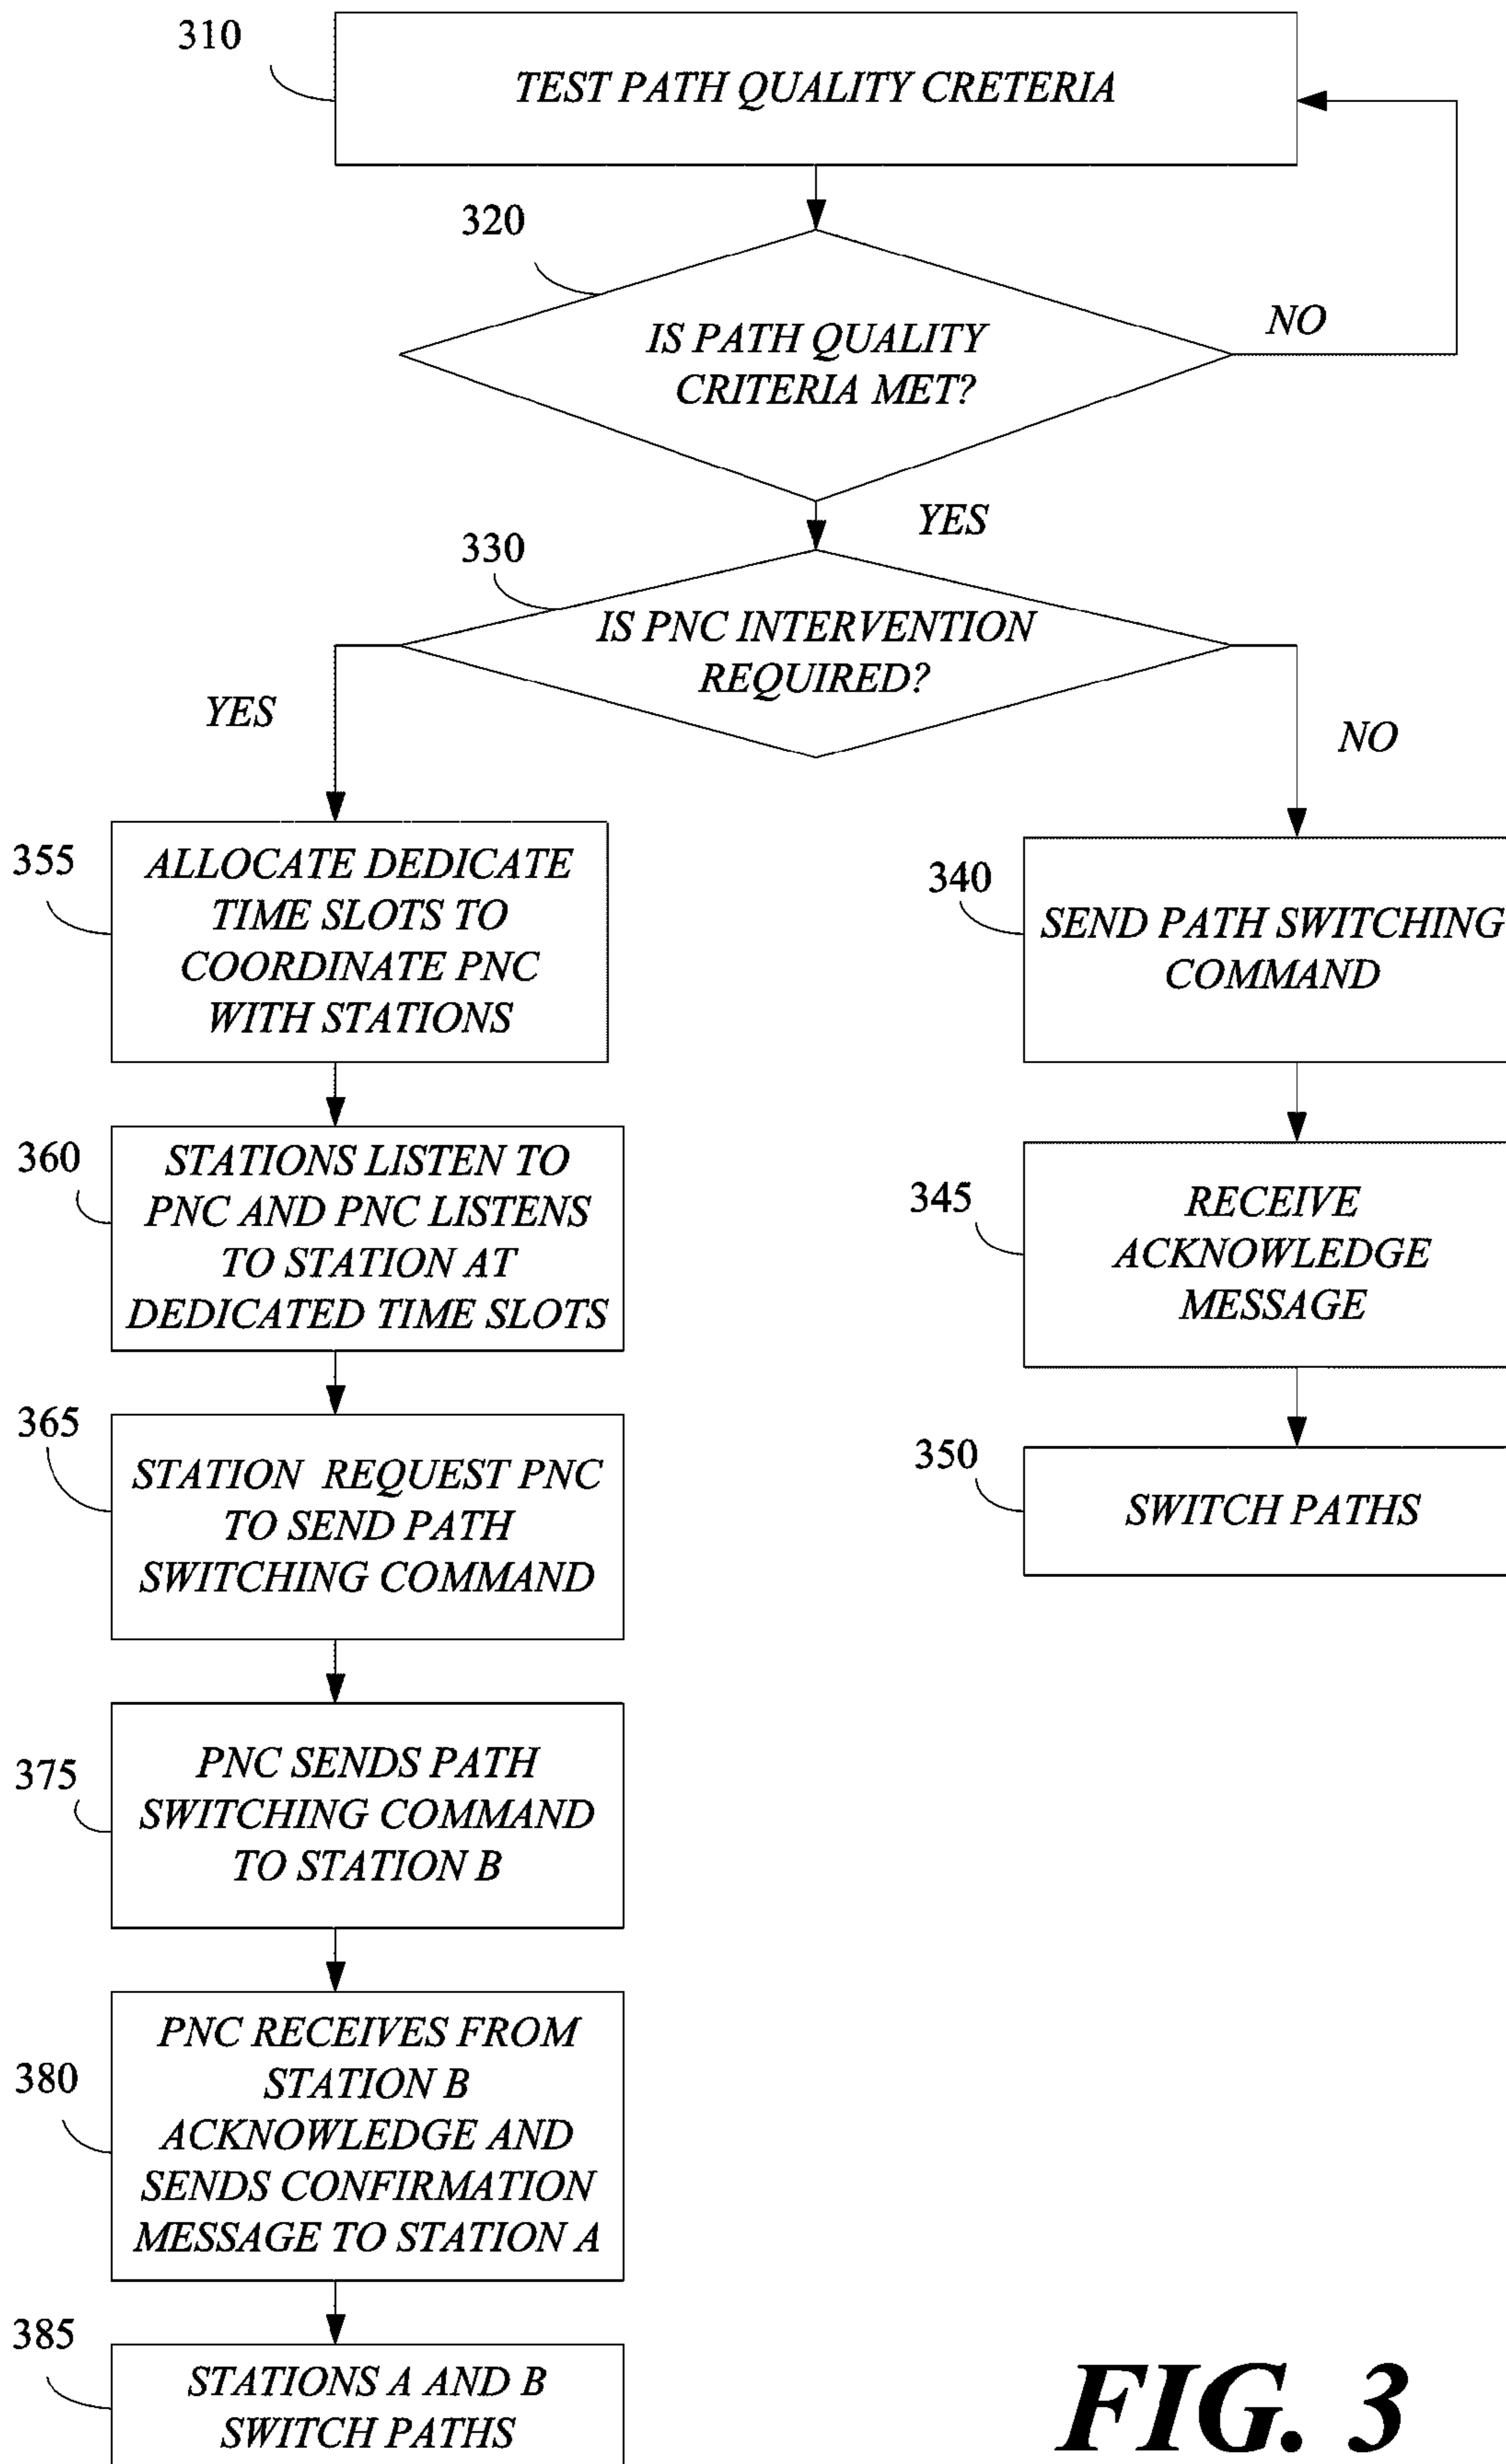 310
TEST PATH QUALITY CRETERIA
320
IS PATH QUALITY
CRITERIA MET?
NO
YES
330
IS PNC INTERVENTION
REQUIRED?
YES
NO
355
ALLOCATE DEDICATE
TIME SLOTS TO
COORDINATE PNC
WITH STATIONS
340
SEND PATH SWITCHING
COMMAND
360
STATIONS LISTEN TO
PNC AND PNC LISTENS
TO STATION AT
DEDICATED TIME SLOTS
345
RECEIVE
ACKNOWLEDGE
MESSAGE
365
STATION REQUEST PNC
TO SEND PATH
SWITCHING COMMAND
350
SWITCH PATHS
375
PNC SENDS PATH
SWITCHING COMMAND
TO STATION B
380
PNC RECEIVES FROM
STATION B
ACKNOWLEDGE AND
SENDS CONFIRMATION
MESSAGE TO STATION A
385
STATIONS A AND B
SWITCH PATHS
FIG. 3